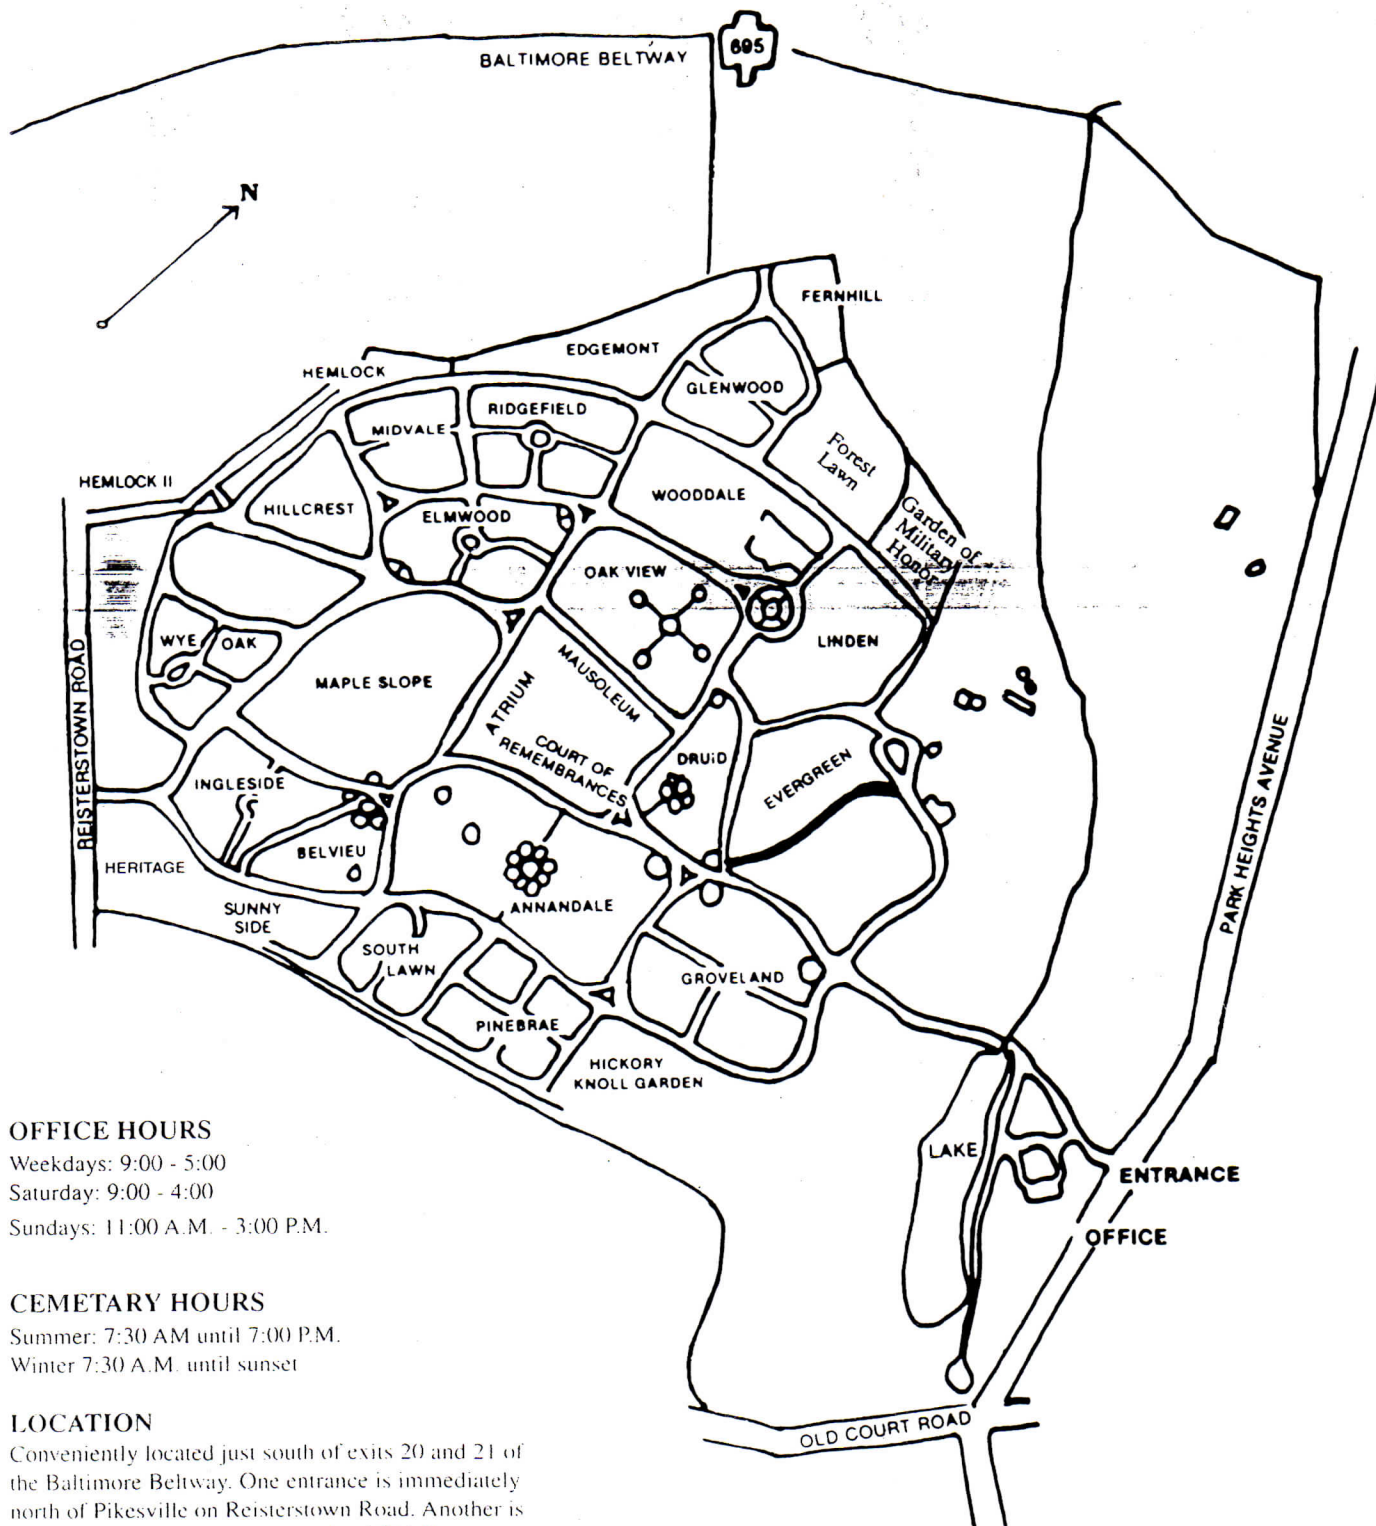 BALTIMORE BELTWAY
695
N
FERNHILL
EDGEMONT
HEMLOCK
GLENWOOD
RIDGEFIELD
MIDVALE
Forest
Lawn
HEMLOCK II
WOODDALE
HILLCREST
ELMWOOD
Garden of
Military
Honor
OAK VIEW
WYE OAK
LINDEN
MAPLE SLOPE
MAUSOLEUM
ATRIUM
COURT OF
REMEMBRANCES
DRUID
EVERGREEN
REISTERSTOWN ROAD
PARK HEIGHTS AVENUE
INGLESIDE
BELVIEU
HERITAGE
ANNANDALE
SUNNY
SIDE
SOUTH
LAWN
GROVELAND
PINEBRAE
HICKORY
KNOLL GARDEN
LAKE
ENTRANCE
OFFICE
OLD COURT ROAD
OFFICE HOURS
Weekdays: 9:00 - 5:00
Saturday: 9:00 - 4:00
Sundays: 11:00 A.M. - 3:00 P.M.
CEMETARY HOURS
Summer: 7:30 AM until 7:00 P.M.
Winter 7:30 A.M. until sunset
LOCATION
Conveniently located just south of exits 20 and 21 of
the Baltimore Beltway. One entrance is immediately
north of Pikesville on Reisterstown Road. Another is